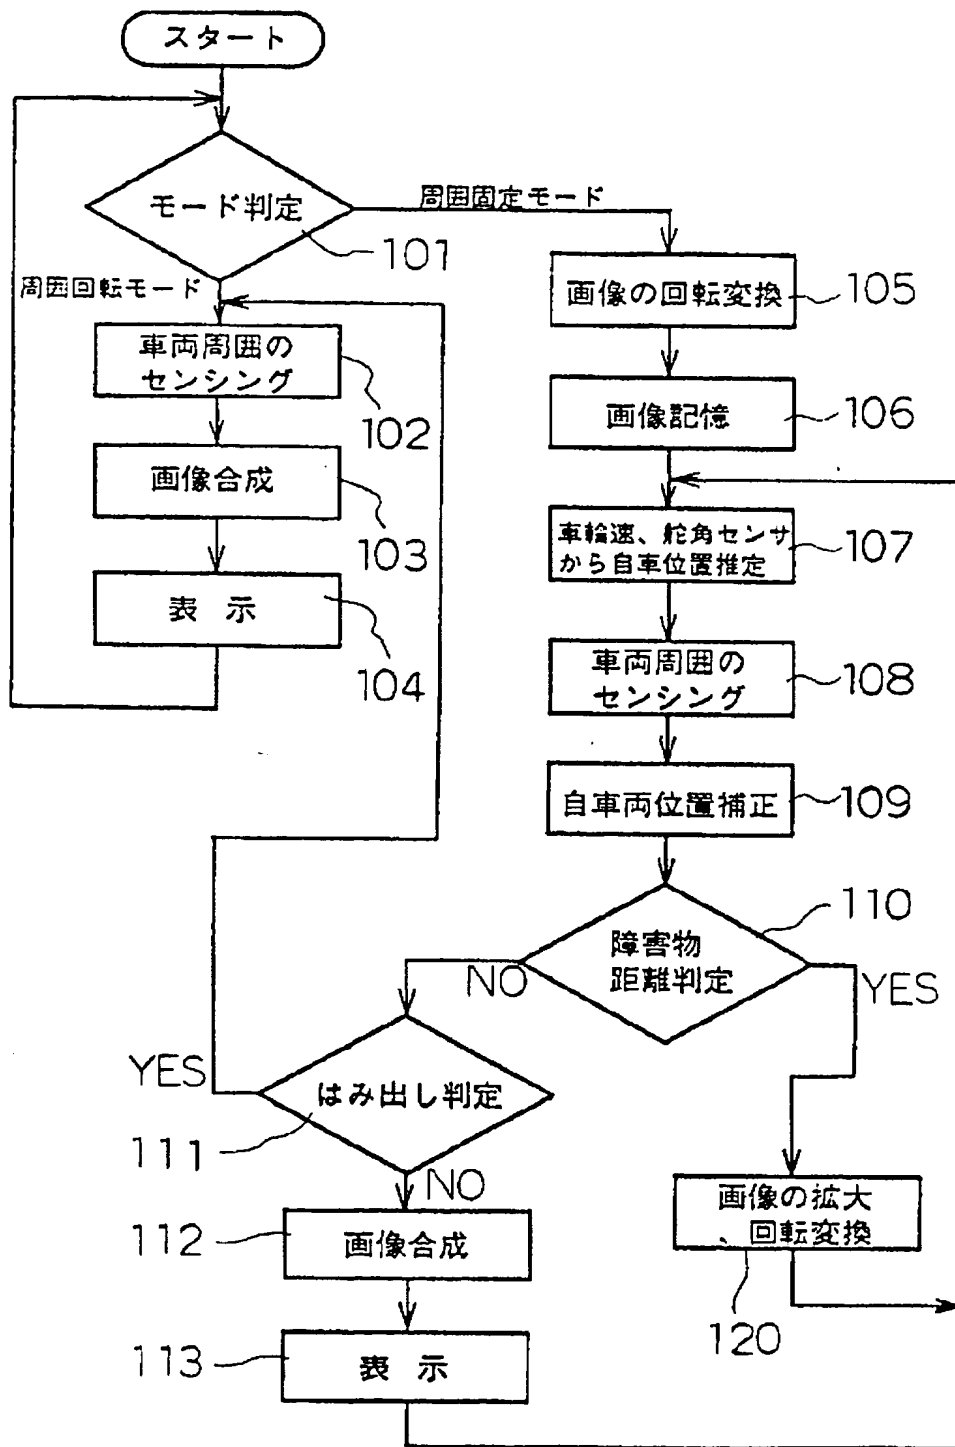 スタート
モード判定
101
周囲固定モード
周囲回転モード
車両周囲の
センシング
102
画像合成
103
表 示
104
画像の回転変換
105
画像記憶
106
車輪速、舵角センサ
から自車位置推定
107
車両周囲の
センシング
108
自車両位置補正
109
障害物
距離判定
110
NO
YES
はみ出し判定
111
YES
NO
画像合成
112
表 示
113
画像の拡大
、回転変換
120